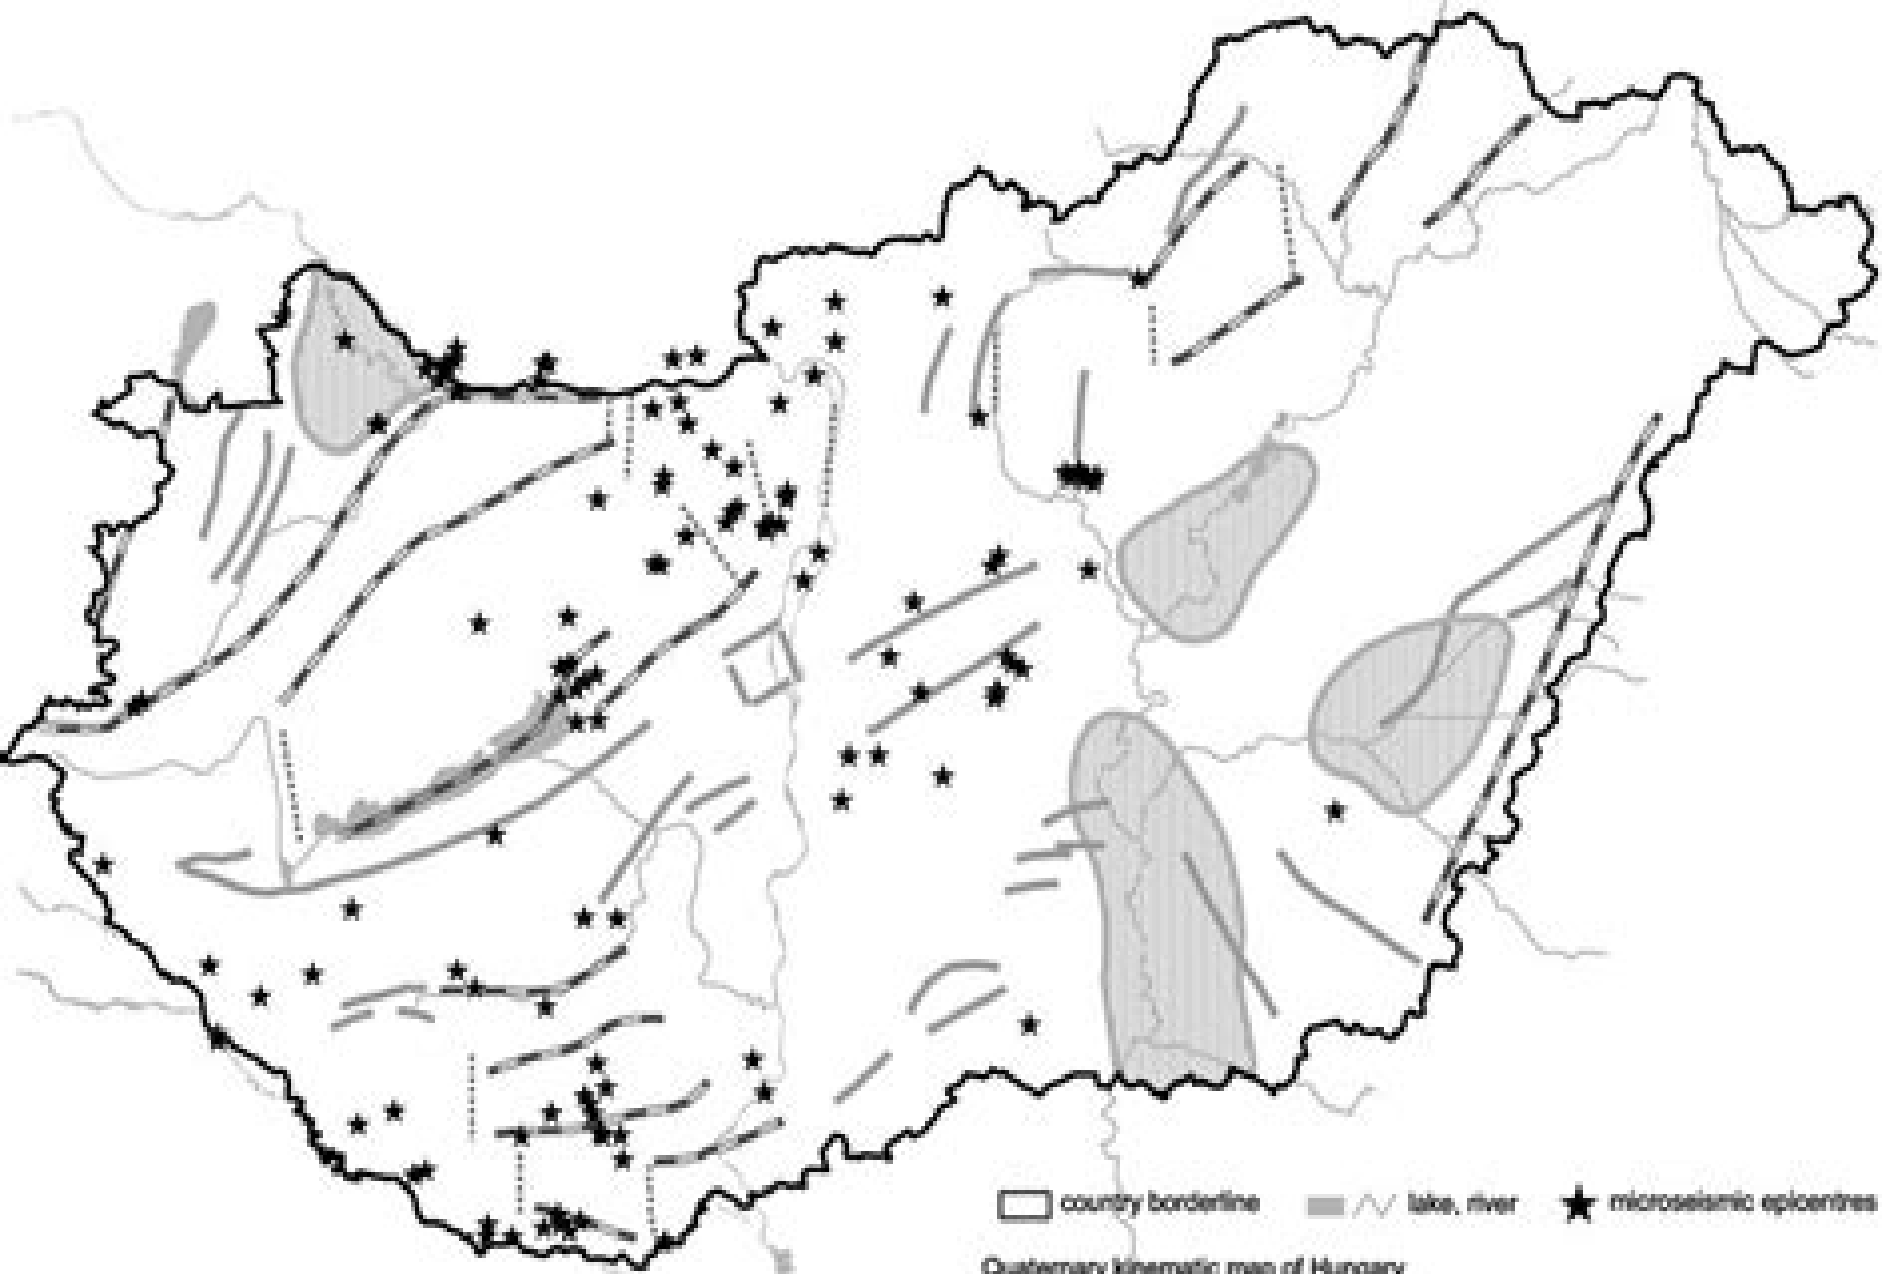 country borderline lake, river microseismic epicentres
Quaternary kinematic map of Hungary